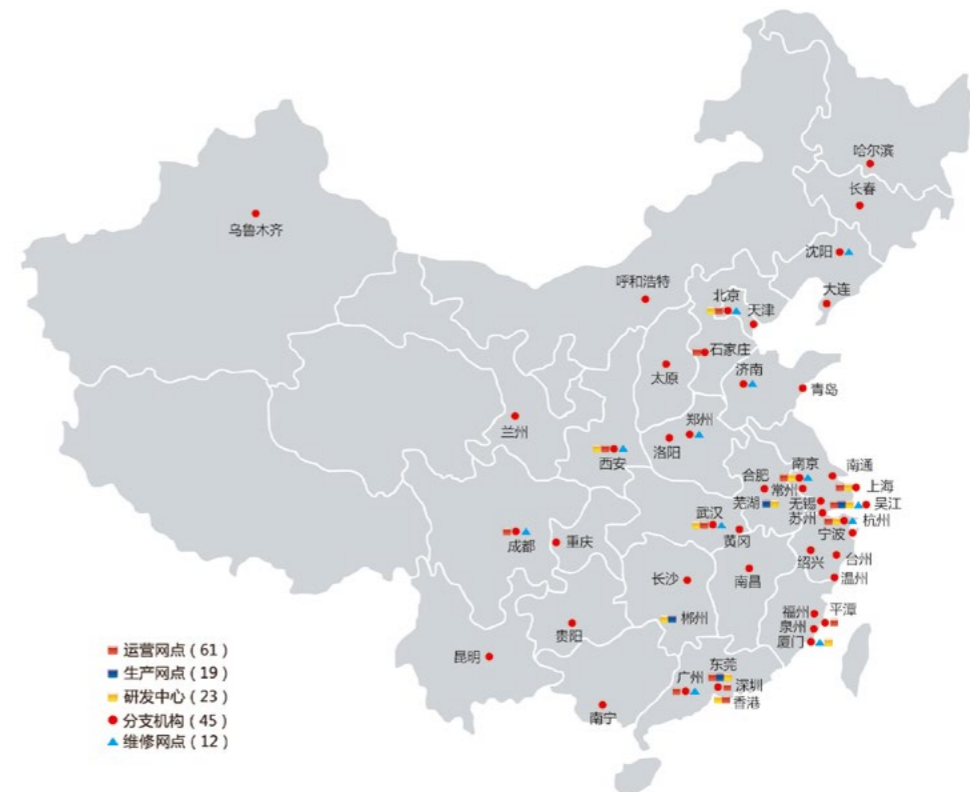 哈尔滨
长春
乌鲁木齐
沈阳
呼和浩特
大连
北京
天津
石家庄
太原
济南
青岛
兰州
郑州
洛阳
西安
南京
南通
合肥
常州
上海
芜湖
无锡
吴江
苏州
杭州
武汉
黄冈
宁波
成都
重庆
绍兴
台州
长沙
南昌
温州
福州
平潭
郴州
泉州
贵阳
厦门
昆明
东莞
广州
深圳
香港
南宁
运营网点(61)
生产网点(19)
研发中心(23)
分支机构(45)
维修网点(12)